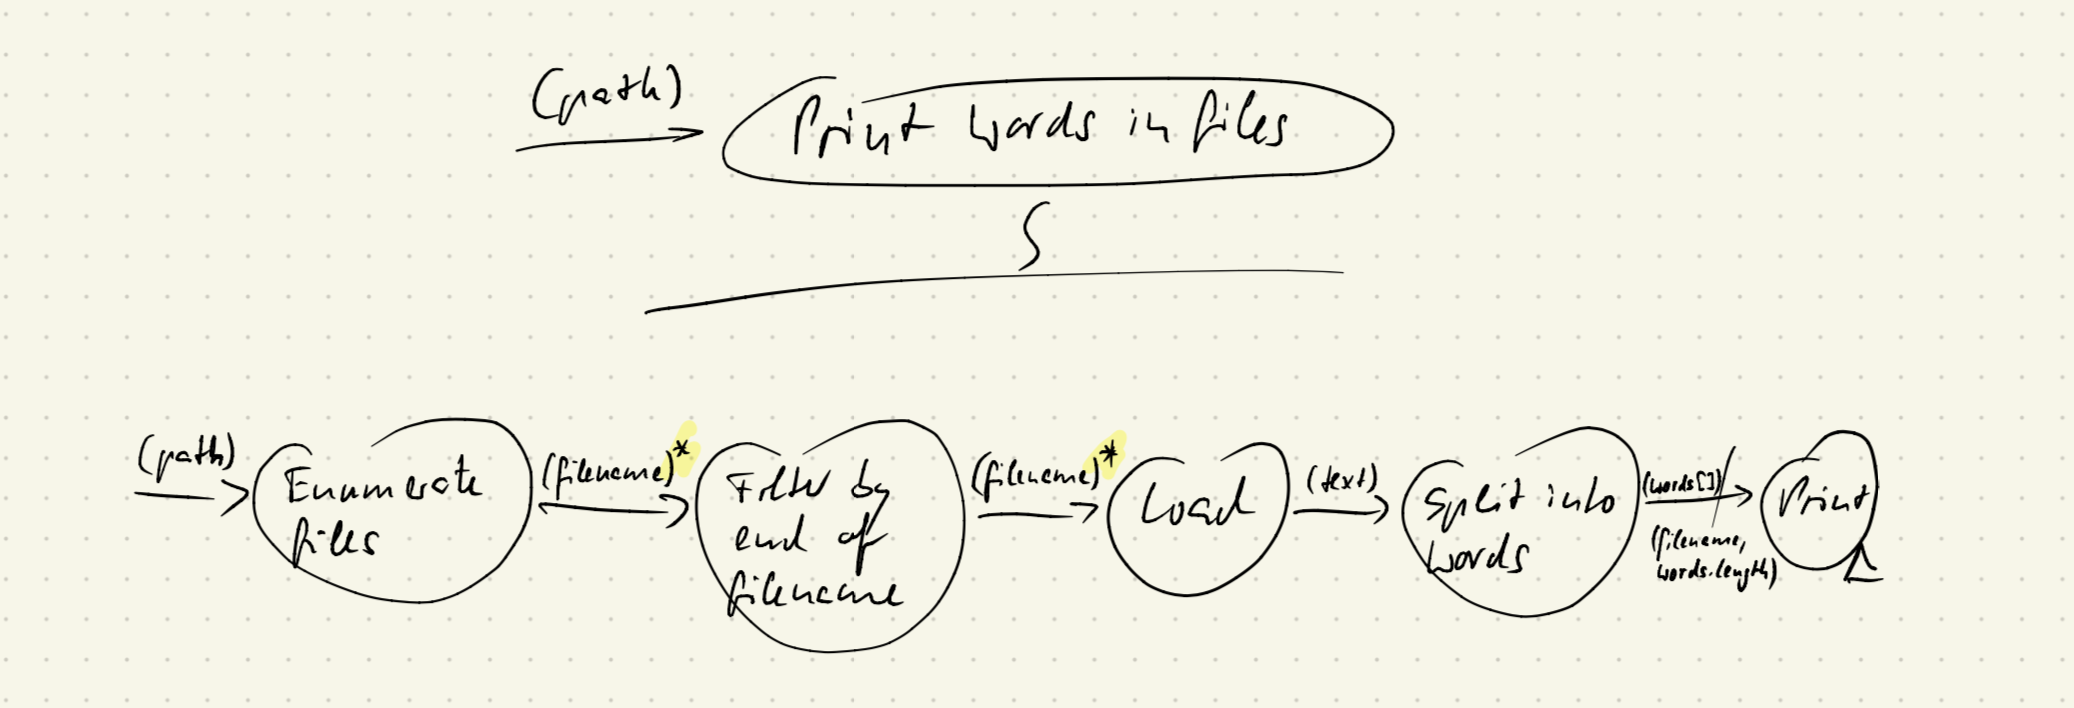 (path)
Print words in files
(path)
Enumerate
files
(filename)*
Filter by
end of
filename
(filename)*
Load
(text)
Split into
words
(words[])
(filename,
words.length)
Print